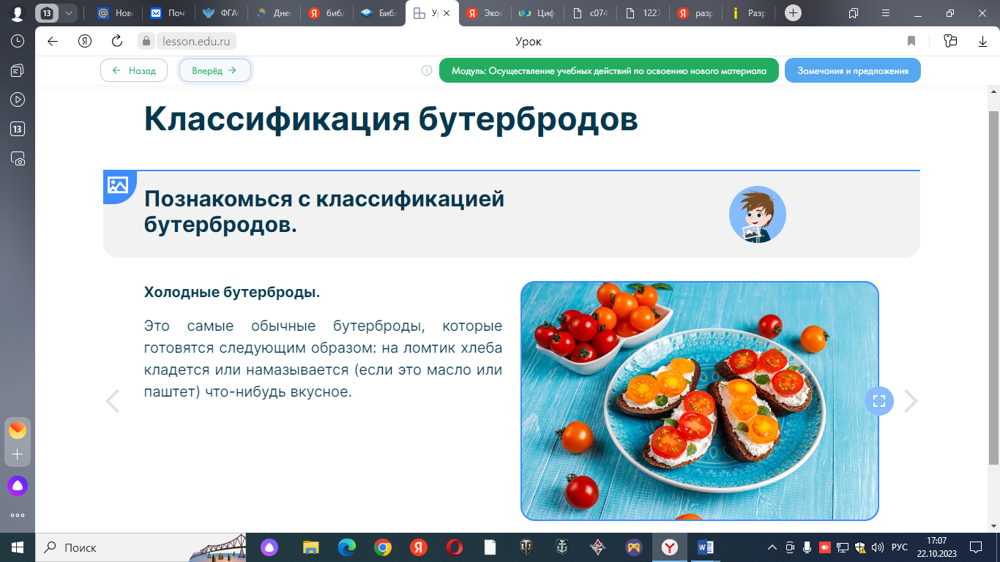 13
Нов
Поч
ФГА
Дне
библ
Библ
Ур
Экос
Циф
c074
1227
разр
Разр
lesson.edu.ru
Урок
Назад
Вперёд
Модуль: Осуществление учебных действий по освоению нового материала
Замечания и предложения
13
Классификация бутербродов
Познакомься с классификацией
бутербродов.
Холодные бутерброды.
Это самые обычные бутерброды, которые
готовятся следующим образом: на ломтик хлеба
кладется или намазывается (если это масло или
паштет) что-нибудь вкусное.
Поиск
РУС
17:07
22.10.2023